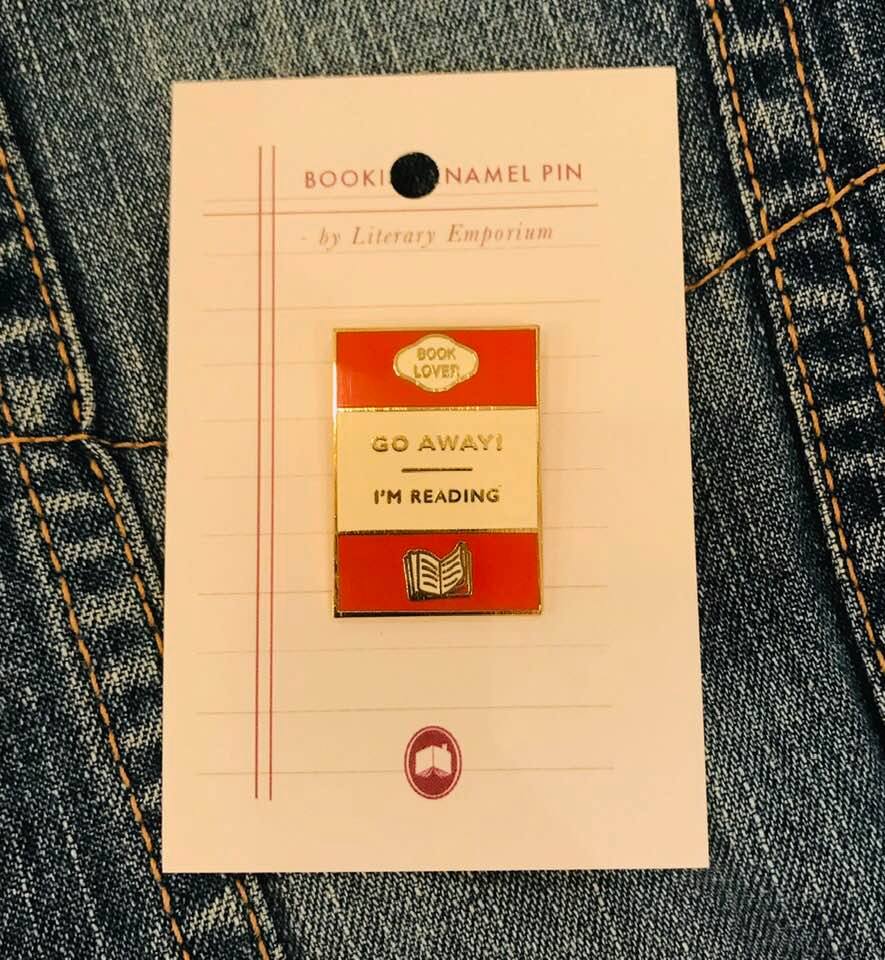 BOOKI NAMEL PIN
- by Literary Emporium
BOOK
LOVER
GO AWAY!
I'M READING